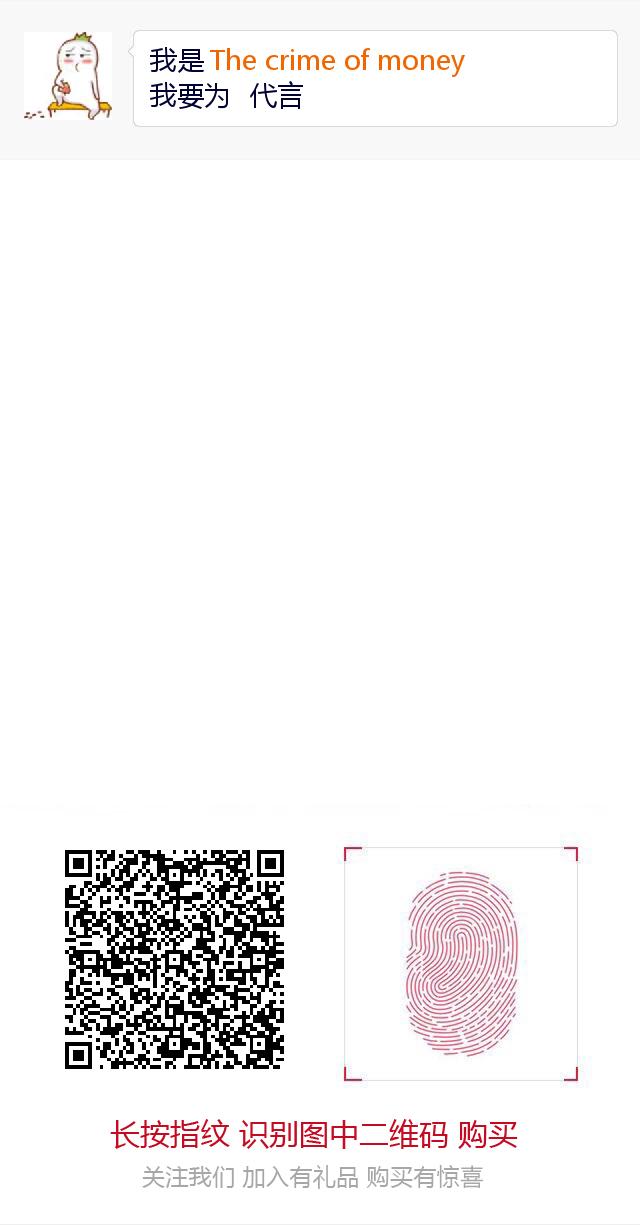 我是 The crime of money
我要为 代言
长按指纹 识别图中二维码 购买
关注我们 加入有礼品 购买有惊喜